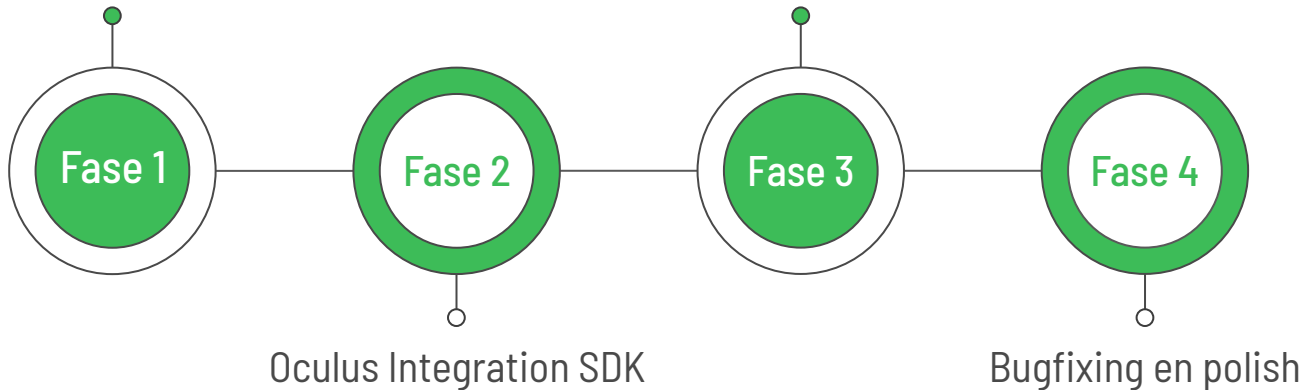 Fase 1
Fase 2
Fase 3
Fase 4
Oculus Integration SDK
Bugfixing en polish